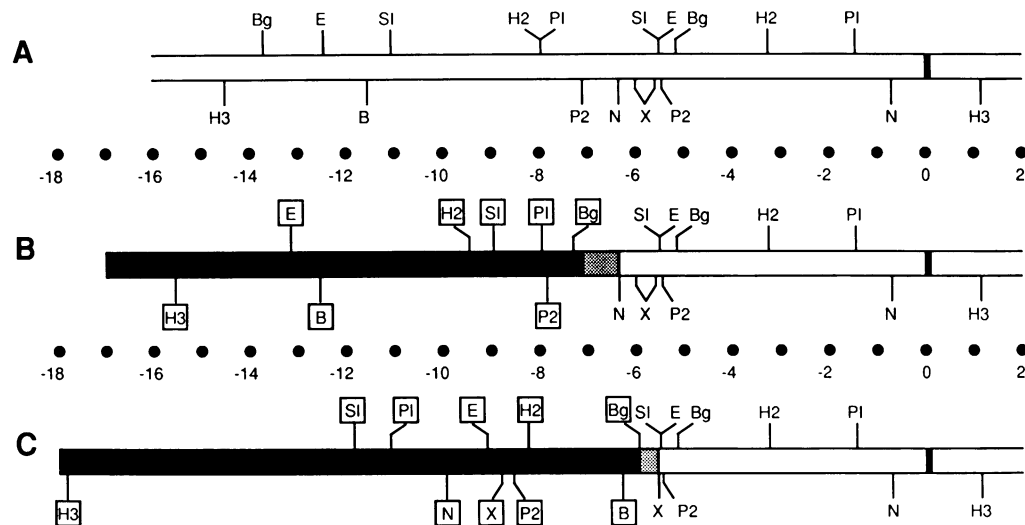 Bg E Sl H2 Pl Sl E Bg H2 Pl
A
H3 B P2 N X P2 N H3
-18 -16 -14 -12 -10 -8 -6 -4 -2 0 2
E H2 Sl Pl Bg Sl E Bg H2 Pl
B
H3 B P2 N X P2 N H3
-18 -16 -14 -12 -10 -8 -6 -4 -2 0 2
Sl Pl E H2 Bg Sl E Bg H2 Pl
C
H3 N X P2 B X P2 N H3